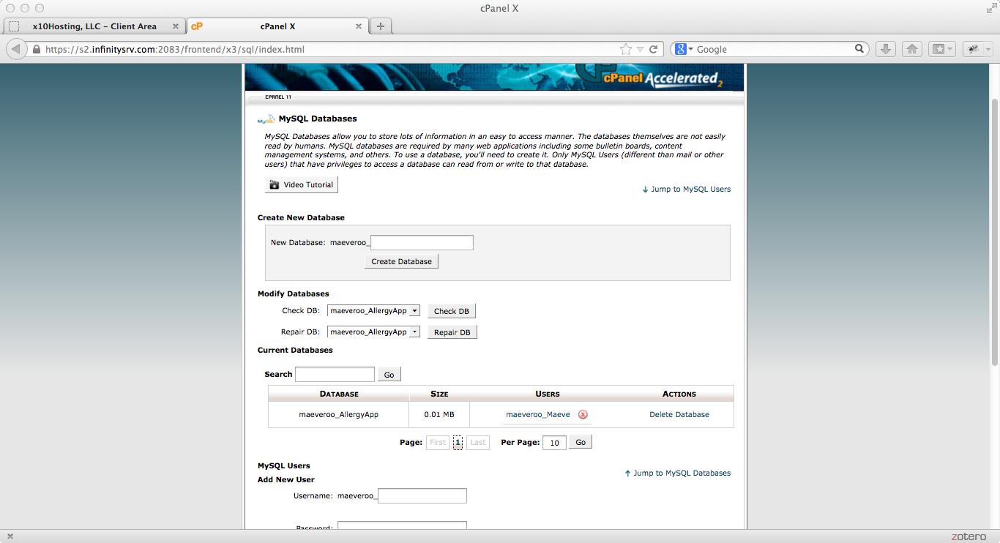 cPanel X
x10Hosting, LLC – Client Area
cP
cPanel X
https://s2.infinitysrv.com:2083/frontend/x3/sql/index.html
8
Google
cPanel Accelerated2
CPANEL 11
MySQL
MySQL Databases
MySQL Databases allow you to store lots of information in an easy to access manner. The databases themselves are not easily
read by humans. MySQL databases are required by many web applications including some bulletin boards, content
management systems, and others. To use a database, you'll need to create it. Only MySQL Users (different than mail or other
users) that have privileges to access a database can read from or write to that database.
Video Tutorial
Jump to MySQL Users
Create New Database
New Database: maeveroo_
Create Database
Modify Databases
Check DB: maeveroo_AllergyApp Check DB
Repair DB: maeveroo_AllergyApp Repair DB
Current Databases
Search Go
DATABASE SIZE USERS ACTIONS
maeveroo_AllergyApp 0.01 MB maeveroo_Maeve Delete Database
Page: First 1 Last Per Page: 10 Go
MySQL Users
Jump to MySQL Databases
Add New User
Username: maeveroo_
Password:
zotero